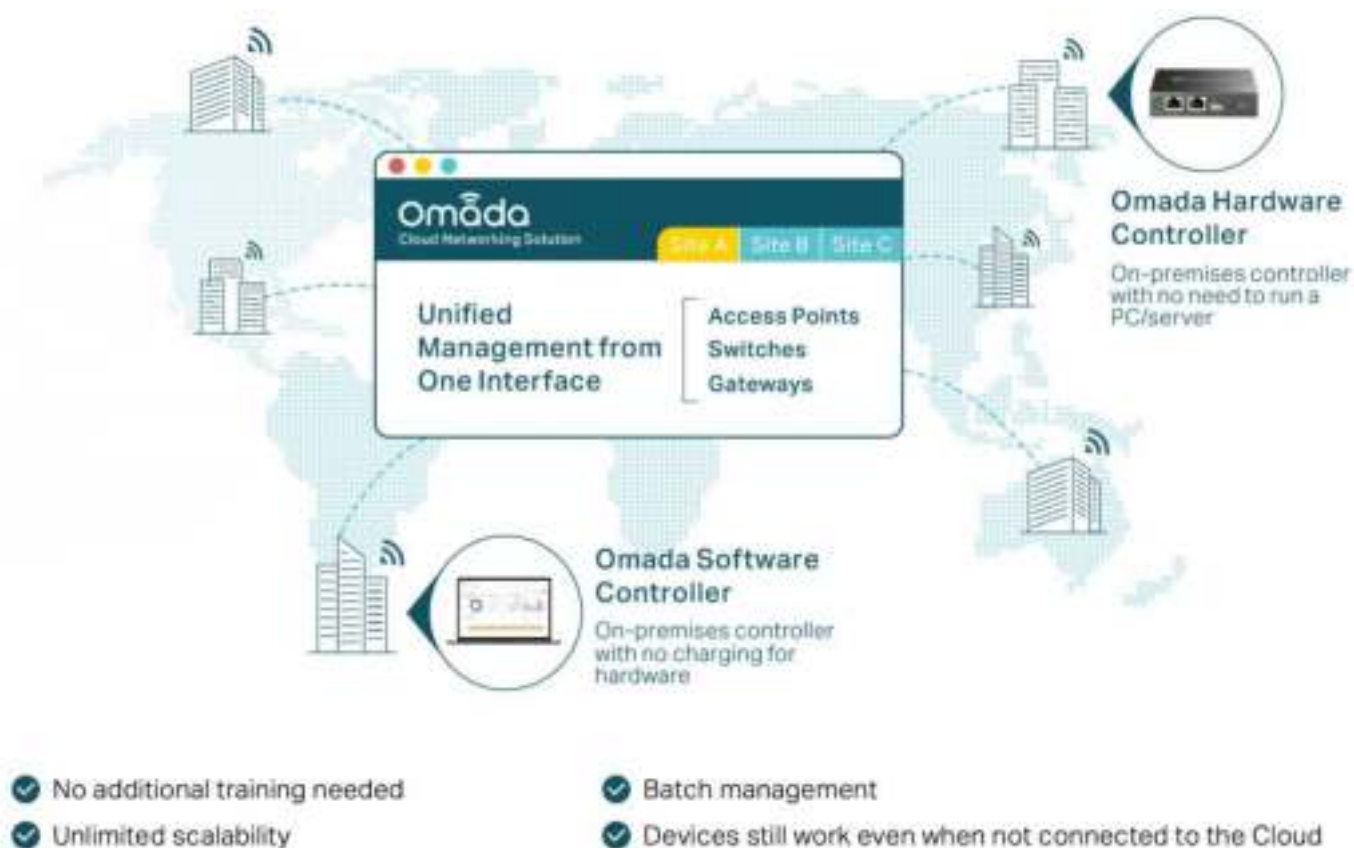 Omada
Cloud Networking Solution
Site A
Site B
Site C
Unified
Management from
One Interface
Access Points
Switches
Gateways
Omada Hardware
Controller
On-premises controller
with no need to run a
PC/server
Omada Software
Controller
On-premises controller
with no charging for
hardware
No additional training needed
Batch management
Unlimited scalability
Devices still work even when not connected to the Cloud